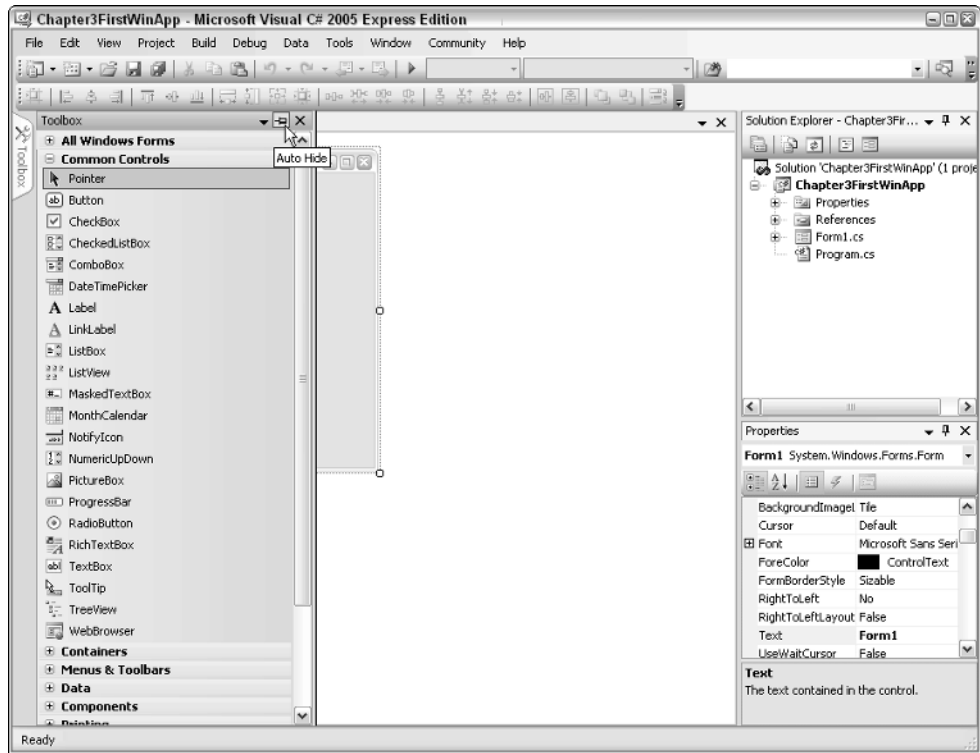 Chapter3FirstWinApp - Microsoft Visual C# 2005 Express Edition
File Edit View Project Build Debug Data Tools Window Community Help
Toolbox
Toolbox
Auto Hide
All Windows Forms
Common Controls
Pointer
Button
CheckBox
CheckedListBox
ComboBox
DateTimePicker
Label
LinkLabel
ListBox
ListView
MaskedTextBox
MonthCalendar
NotifyIcon
NumericUpDown
PictureBox
ProgressBar
RadioButton
RichTextBox
TextBox
ToolTip
TreeView
WebBrowser
Containers
Menus & Toolbars
Data
Components
Printing
Solution Explorer - Chapter3Fir...
Solution 'Chapter3FirstWinApp' (1 proje
Chapter3FirstWinApp
Properties
References
Form1.cs
Program.cs
Properties
Form1 System.Windows.Forms.Form
BackgroundImageL Tile
Cursor Default
Font Microsoft Sans Seri
ForeColor ControlText
FormBorderStyle Sizable
RightToLeft No
RightToLeftLayout False
Text Form1
UseWaitCursor False
Text
The text contained in the control.
Ready